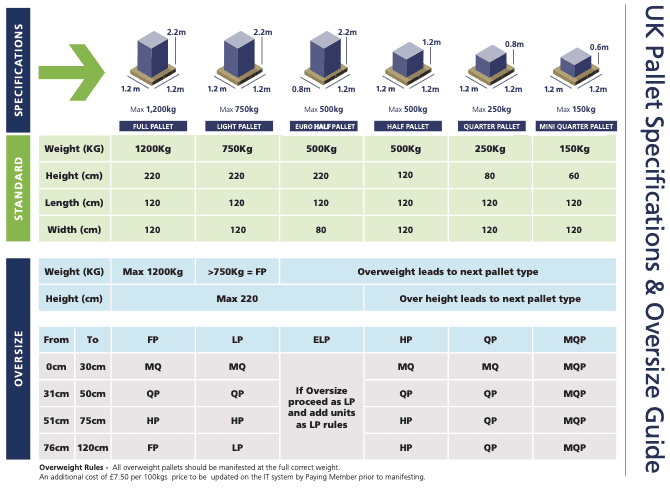 UK Pallet Specifications & Oversize Guide
SPECIFICATIONS
2.2m 2.2m 2.2m 1.2m 0.8m 0.6m
1.2 m 1.2m 1.2 m 1.2m 0.8m 1.2m 1.2 m 1.2m 1.2 m 1.2m 1.2 m 1.2m
Max 1,200kg Max 750kg Max 500kg Max 500kg Max 250kg Max 150kg
FULL PALLET LIGHT PALLET EURO HALF PALLET HALF PALLET QUARTER PALLET MINI QUARTER PALLET
STANDARD
Weight (KG) 1200Kg 750Kg 500Kg 500Kg 250Kg 150Kg
Height (cm) 220 220 220 120 80 60
Length (cm) 120 120 120 120 120 120
Width (cm) 120 120 80 120 120 120
OVERSIZE
Weight (KG) Max 1200Kg >750Kg = FP Overweight leads to next pallet type
Height (cm) Max 220 Over height leads to next pallet type
From To FP LP ELP HP QP MQP
0cm 30cm MQ MQ MQ MQ MQP
31cm 50cm QP QP QP QP MQP
51cm 75cm HP HP HP QP MQP
76cm 120cm FP LP HP QP MQP
If Oversize
proceed as LP
and add units
as LP rules
Overweight Rules - All overweight pallets should be manifested at the full correct weight.
An additional cost of £7.50 per 100kgs price to be updated on the IT system by Paying Member prior to manifesting.